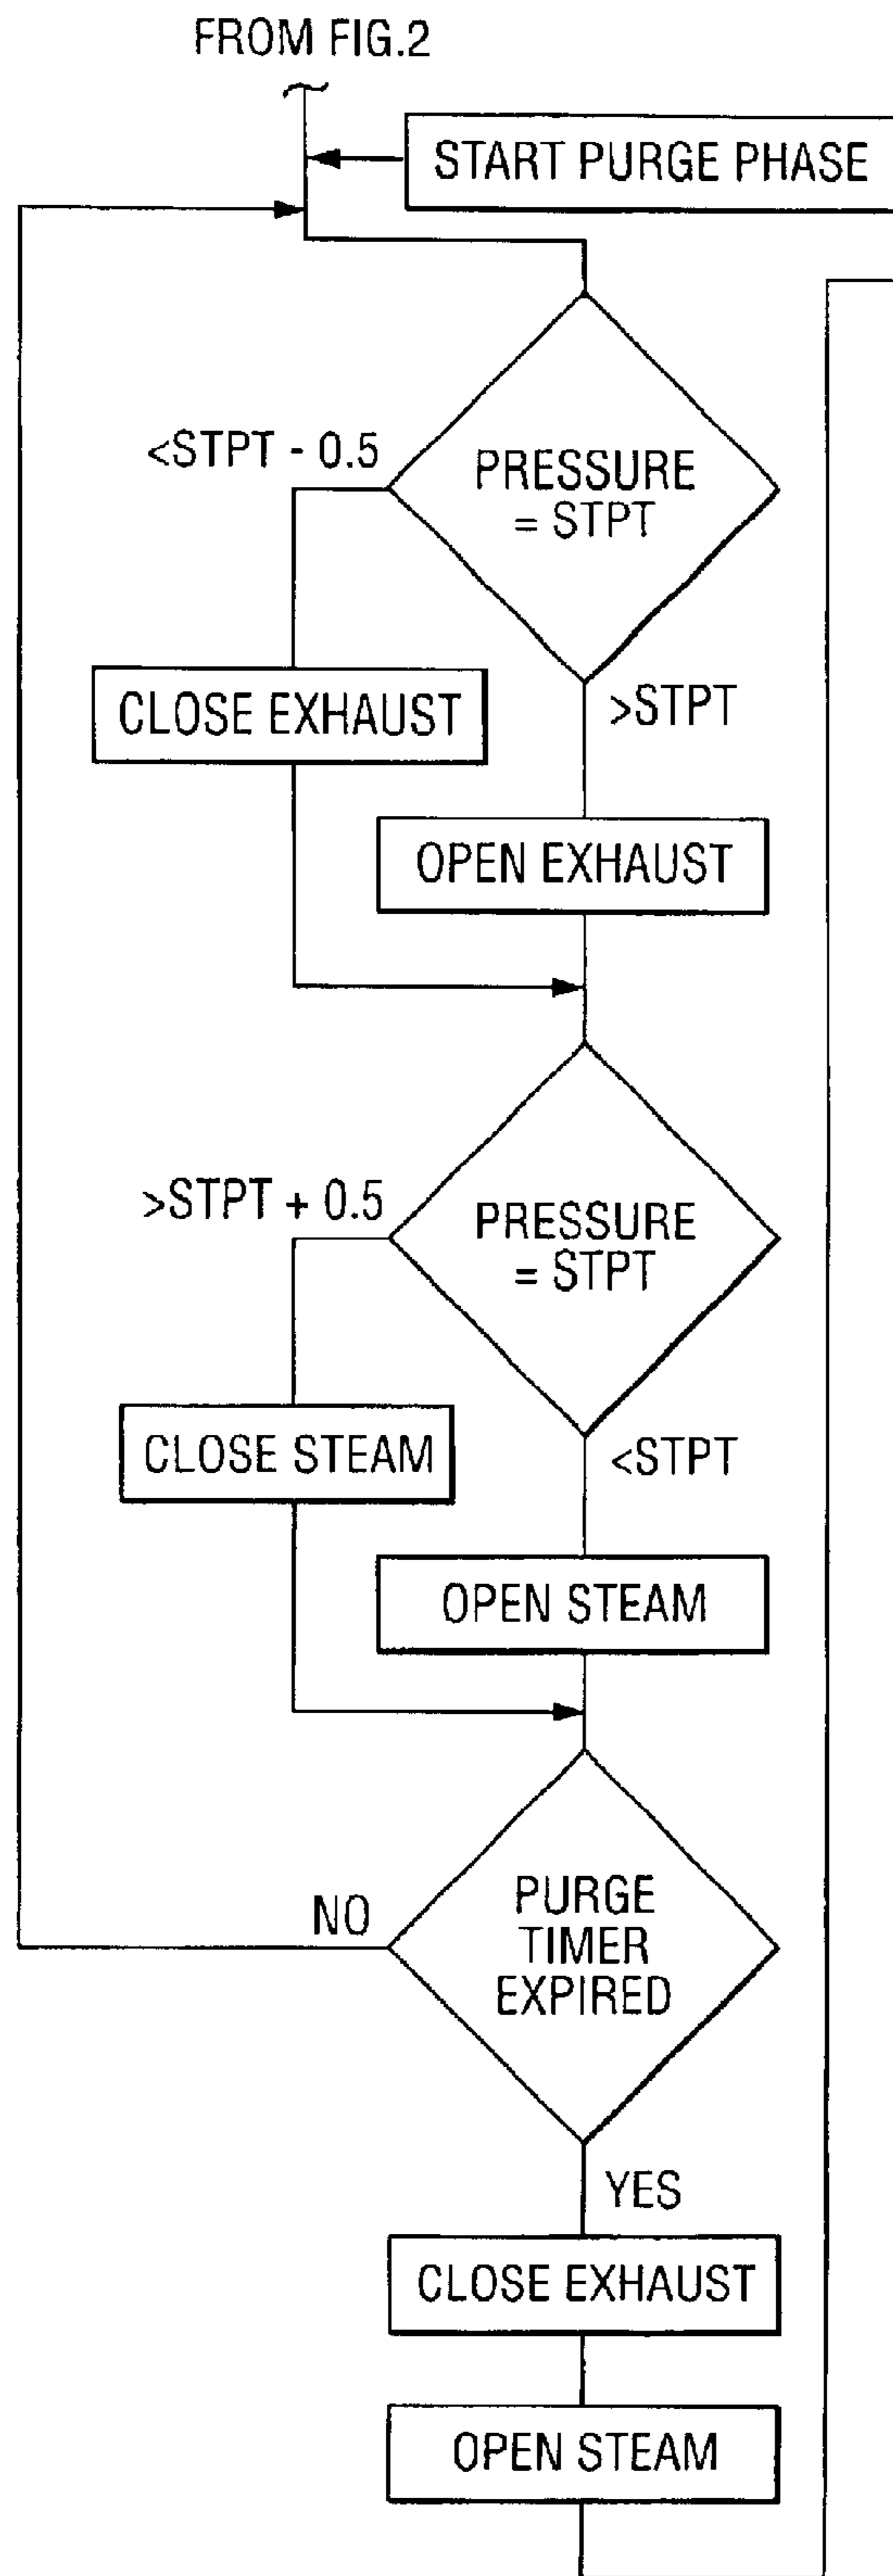 FROM FIG.2
START PURGE PHASE
<STPT - 0.5
PRESSURE
= STPT
CLOSE EXHAUST
>STPT
OPEN EXHAUST
>STPT + 0.5
PRESSURE
= STPT
CLOSE STEAM
<STPT
OPEN STEAM
NO
PURGE
TIMER
EXPIRED
YES
CLOSE EXHAUST
OPEN STEAM